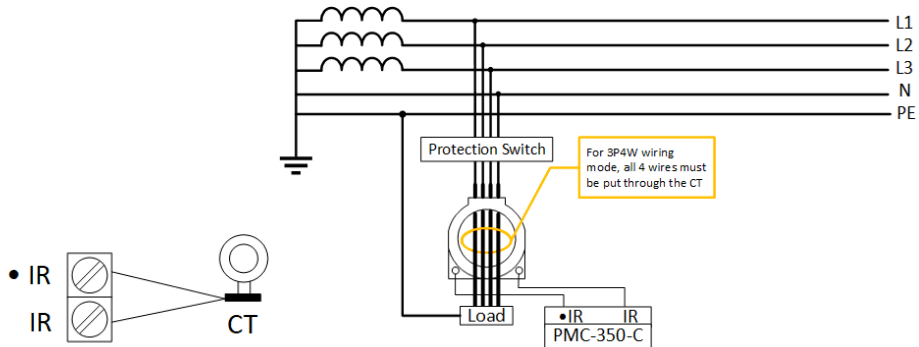 L1
L2
L3
N
PE
Protection Switch
For 3P4W wiring
mode, all 4 wires must
be put through the CT
• IR
IR
CT
Load
•IR IR
PMC-350-C